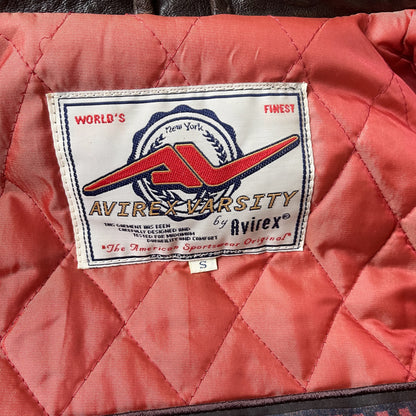 WORLD'S FINEST
New York
AVIREX VARSITY
by Avirex®
THIS GARMENT HAS BEEN
CAREFULLY DESIGNED AND
TESTED FOR MAXIMUM
DURABILITY AND COMFORT
"The American Sportswear Original"
S